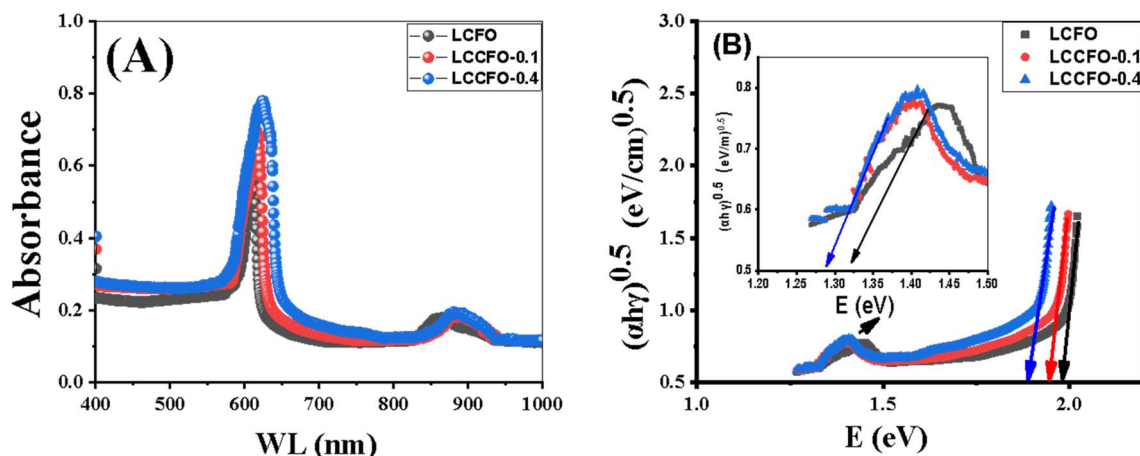 (A)
LCFO
LCCFO-0.1
LCCFO-0.4
Absorbance
1.0
0.8
0.6
0.4
0.2
0.0
400
600
700
800
900
1000
WL (nm)
(B)
LCFO
LCCFO-0.1
LCCFO-0.4
(αhγ)^0.5 (eV/cm)^0.5
3.0
2.5
2.0
1.5
1.0
0.5
1.0
1.5
2.0
E (eV)
(αhγ)^0.5 (eV/m)^0.5
0.8
0.7
0.6
0.5
1.20
1.25
1.30
1.35
1.40
1.45
1.50
E (eV)